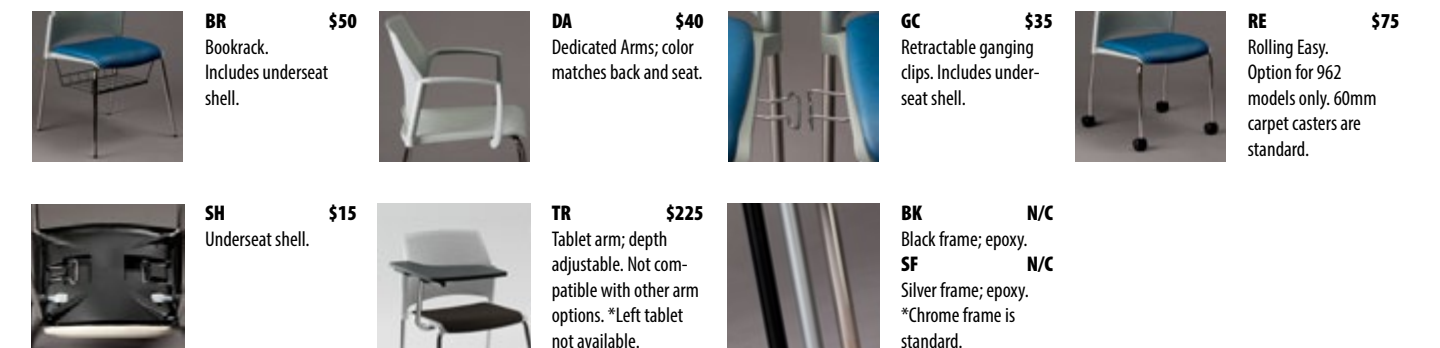 BR $50
Bookrack.
Includes underseat
shell.
DA $40
Dedicated Arms; color
matches back and seat.
GC $35
Retractable ganging
clips. Includes under-
seat shell.
RE $75
Rolling Easy.
Option for 962
models only. 60mm
carpet casters are
standard.
SH $15
Underseat shell.
TR $225
Tablet arm; depth
adjustable. Not com-
patible with other arm
options. *Left tablet
not available.
BK N/C
Black frame; epoxy.
SF N/C
Silver frame; epoxy.
*Chrome frame is
standard.